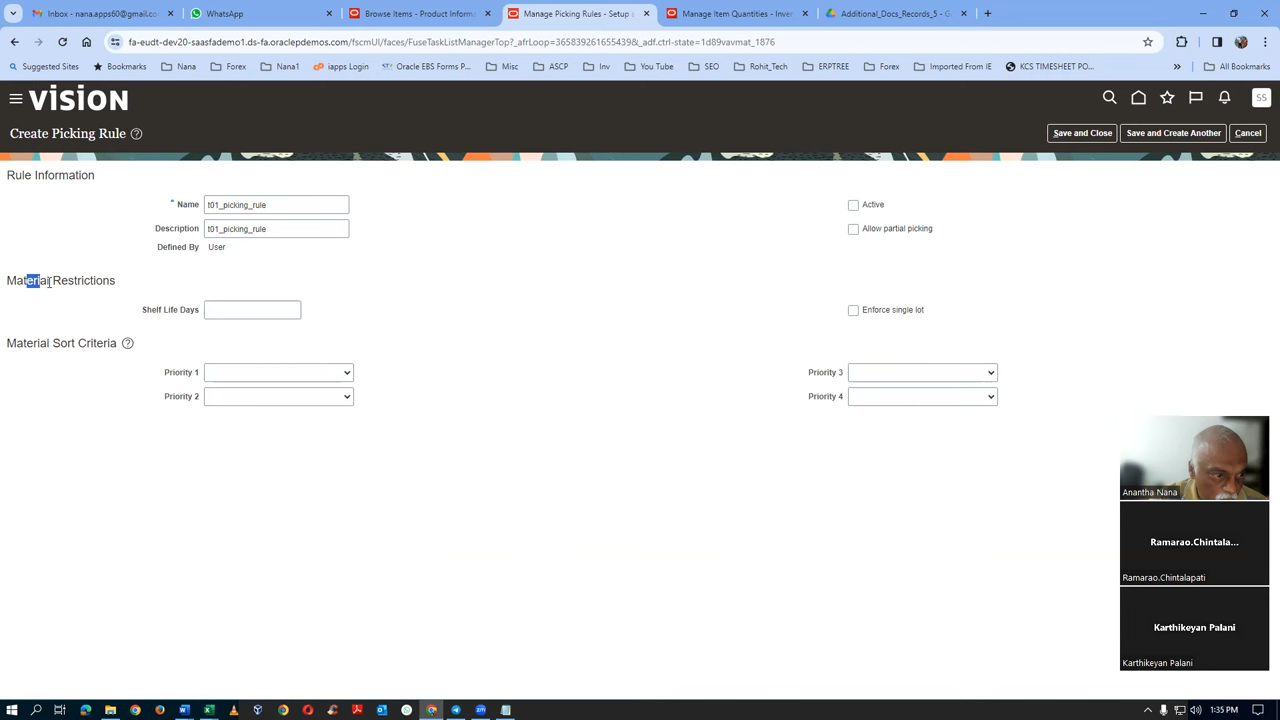 Inbox - nana.apps60@gmail.com
WhatsApp
Browse Items - Product Informa
Manage Picking Rules - Setup a
Manage Item Quantities - Invent
Additional_Docs_Records_5 - G
fa-eudt-dev20-saasfademo1.ds-fa.oraclepdemos.com/fscmUI/faces/FuseTaskListManagerTop?_afrLoop=365839261655439&_adf.ctrl-state=1d89vavmat_1876
Suggested Sites
Bookmarks
Nana
Forex
Nana1
iapps Login
Oracle EBS Forms P...
Misc
ASCP
Inv
You Tube
SEO
Rohit_Tech
ERPTREE
Forex
Imported From IE
KCS TIMESHEET PO...
All Bookmarks
VISION
SS
Create Picking Rule
Save and Close
Save and Create Another
Cancel
Rule Information
* Name t01_picking_rule
Active
Description t01_picking_rule
Allow partial picking
Defined By User
Material Restrictions
Shelf Life Days
Enforce single lot
Material Sort Criteria
Priority 1
Priority 3
Priority 2
Priority 4
Anantha Nana
Ramarao.Chintala...
Ramarao.Chintalapati
Karthikeyan Palani
Karthikeyan Palani
1:35 PM